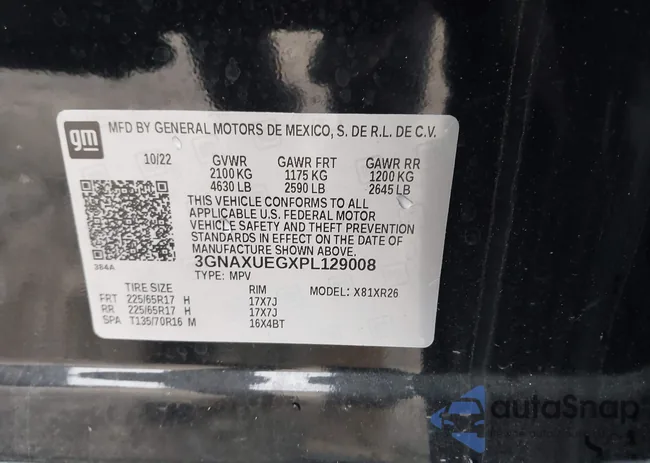 gm
MFD BY GENERAL MOTORS DE MEXICO, S. DE R.L. DE C.V.
10/22 GVWR GAWR FRT GAWR RR
2100 KG 1175 KG 1200 KG
4630 LB 2590 LB 2645 LB
THIS VEHICLE CONFORMS TO ALL
APPLICABLE U.S. FEDERAL MOTOR
VEHICLE SAFETY AND THEFT PREVENTION
STANDARDS IN EFFECT ON THE DATE OF
MANUFACTURE SHOWN ABOVE.
384A
3GNAXUEGXPL129008
TYPE: MPV
TIRE SIZE RIM MODEL: X81XR26
FRT 225/65R17 H 17X7J
RR 225/65R17 H 17X7J
SPA T135/70R16 M 16X4BT
autoSnap